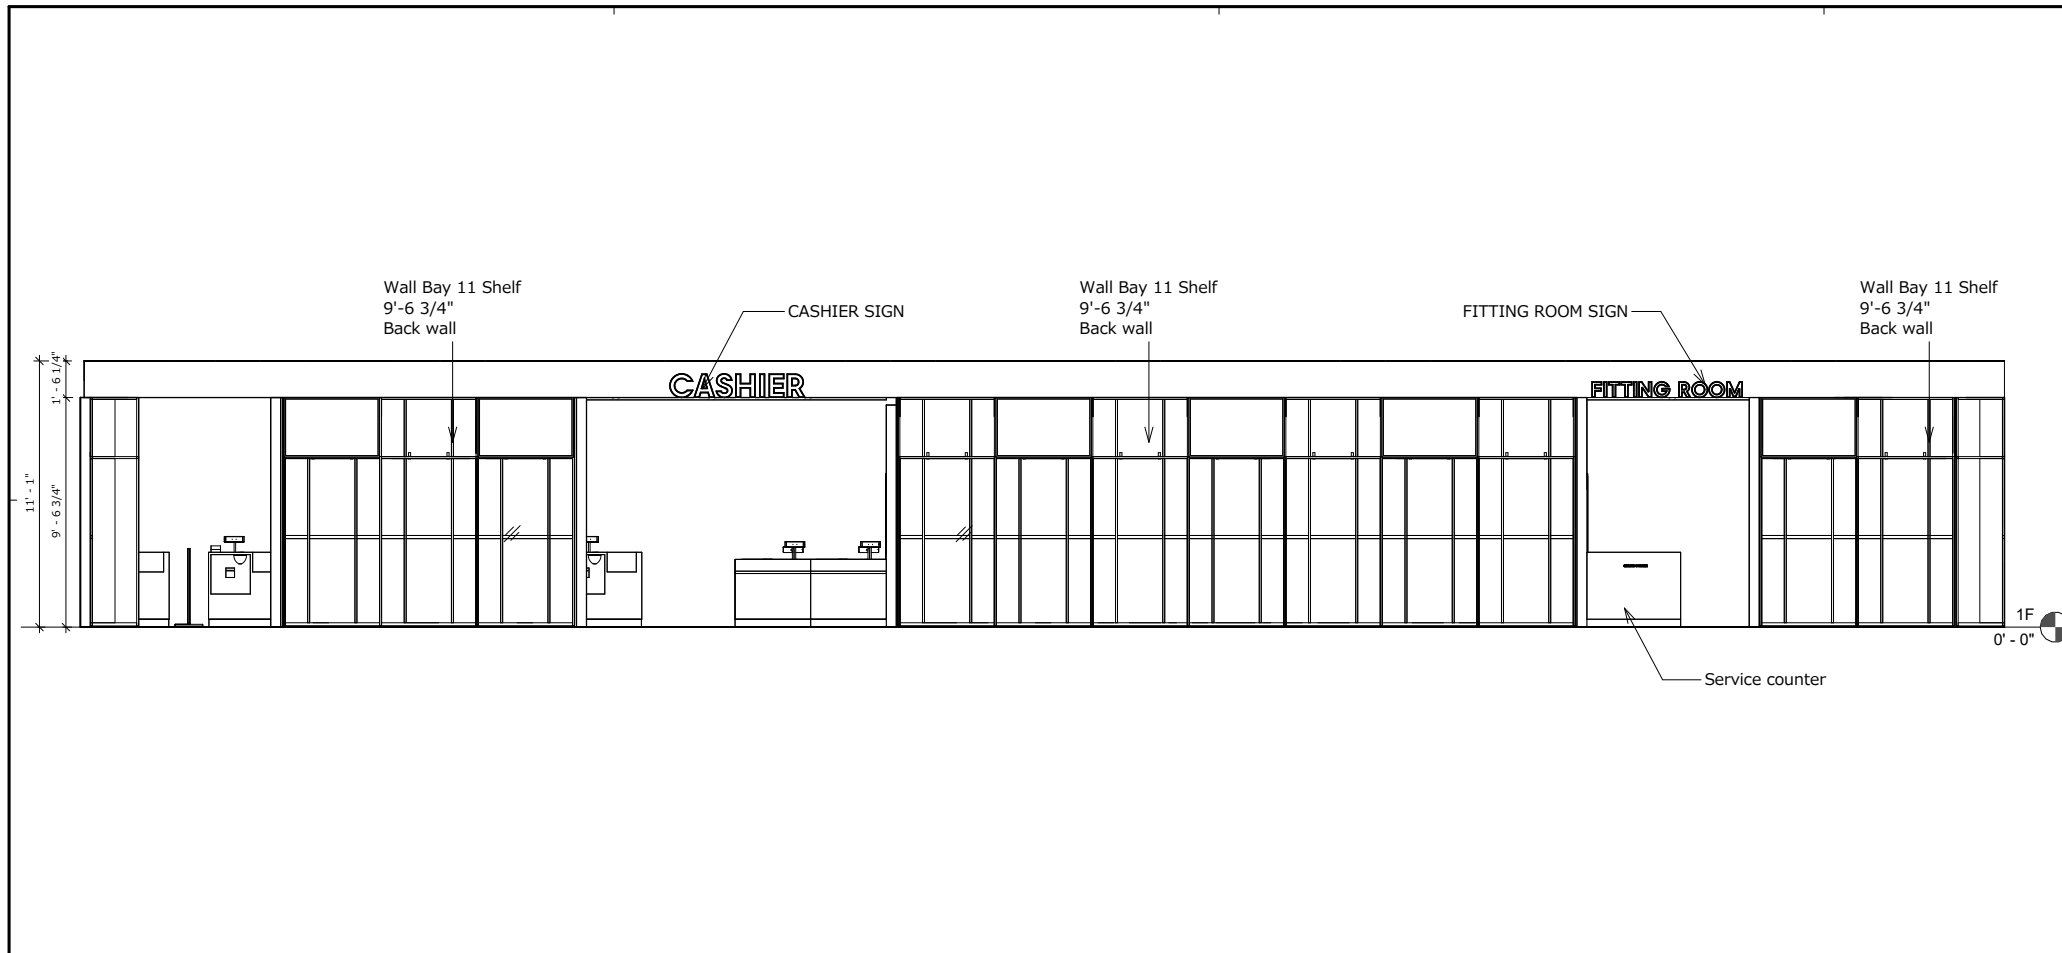 Wall Bay 11 Shelf
9'-6 3/4"
Back wall
CASHIER SIGN
Wall Bay 11 Shelf
9'-6 3/4"
Back wall
FITTING ROOM SIGN
Wall Bay 11 Shelf
9'-6 3/4"
Back wall
1' - 6 1/4"
CASHIER
FITTING ROOM
11' - 1"
9' - 6 3/4"
1F
0' - 0"
Service counter